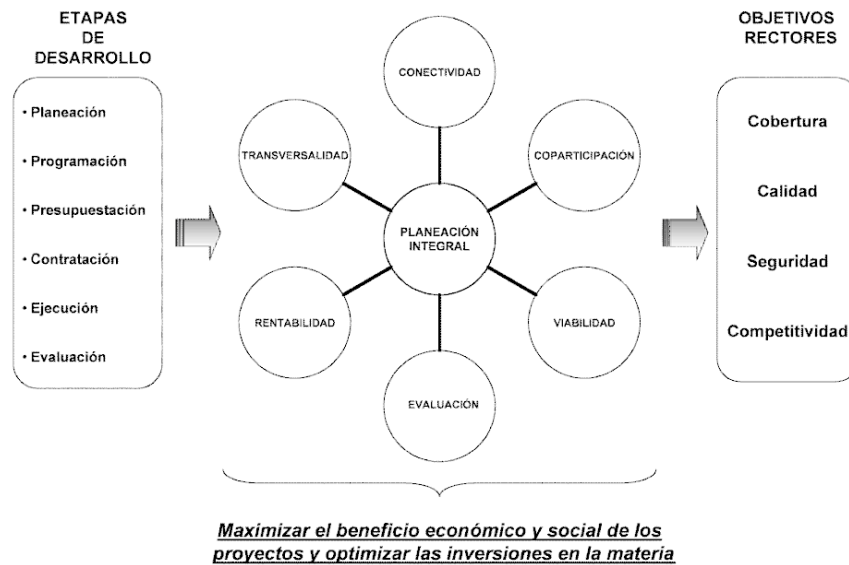 ETAPAS
DE
DESARROLLO
• Planeación
• Programación
• Presupuestación
• Contratación
• Ejecución
• Evaluación
CONECTIVIDAD
TRANSVERSALIDAD
COPARTICIPACIÓN
PLANEACIÓN
INTEGRAL
RENTABILIDAD
VIABILIDAD
EVALUACIÓN
OBJETIVOS
RECTORES
Cobertura
Calidad
Seguridad
Competitividad
Maximizar el beneficio económico y social de los
proyectos y optimizar las inversiones en la materia